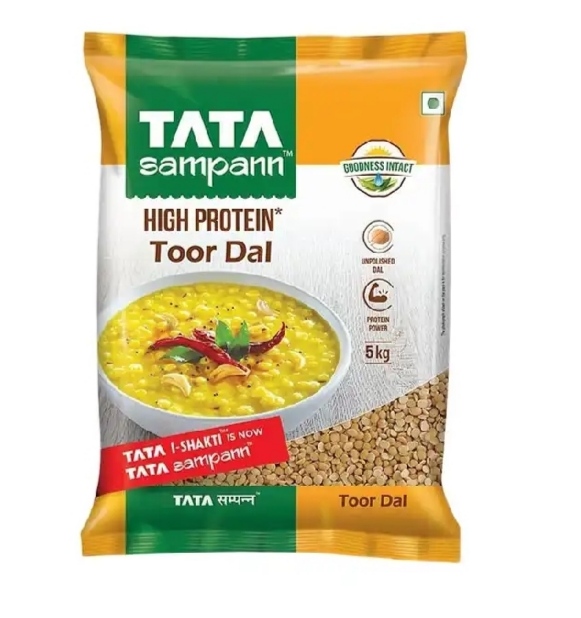 TATA
sampann™
GOODNESS INTACT
HIGH PROTEIN*
Toor Dal
UNPOLISHED
DAL
PROTEIN
POWER
5kg
TATA I-SHAKTI™ IS NOW
TATA sampann™
TATA सम्पन्न™
Toor Dal